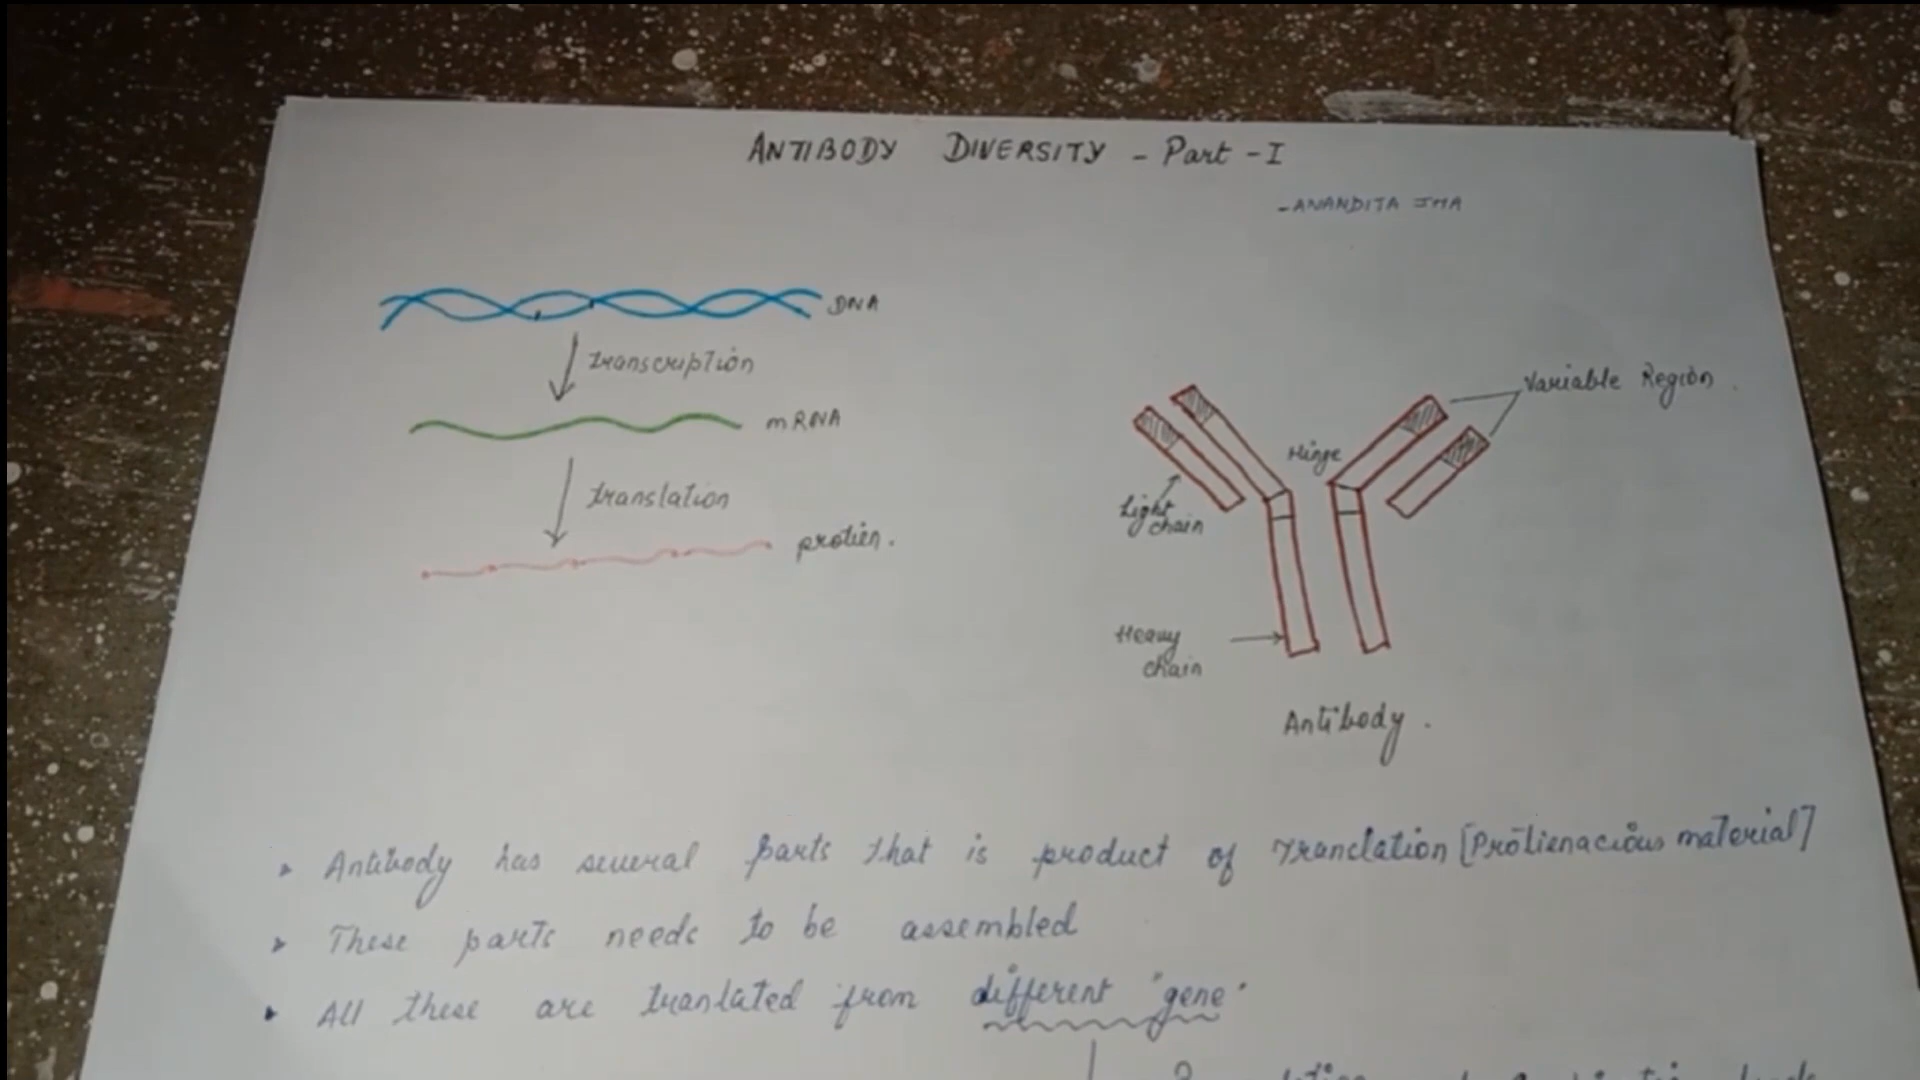 ANTIBODY DIVERSITY - Part - I
- ANANDITA JHA
DNA
transcription
mRNA
translation
protien.
Variable Region
Hinge
Light
chain
Heavy
chain
Antibody.
Antibody has several parts that is product of Translation [Protienacious material]
These parts needs to be assembled
All these are tranlated from different "gene"